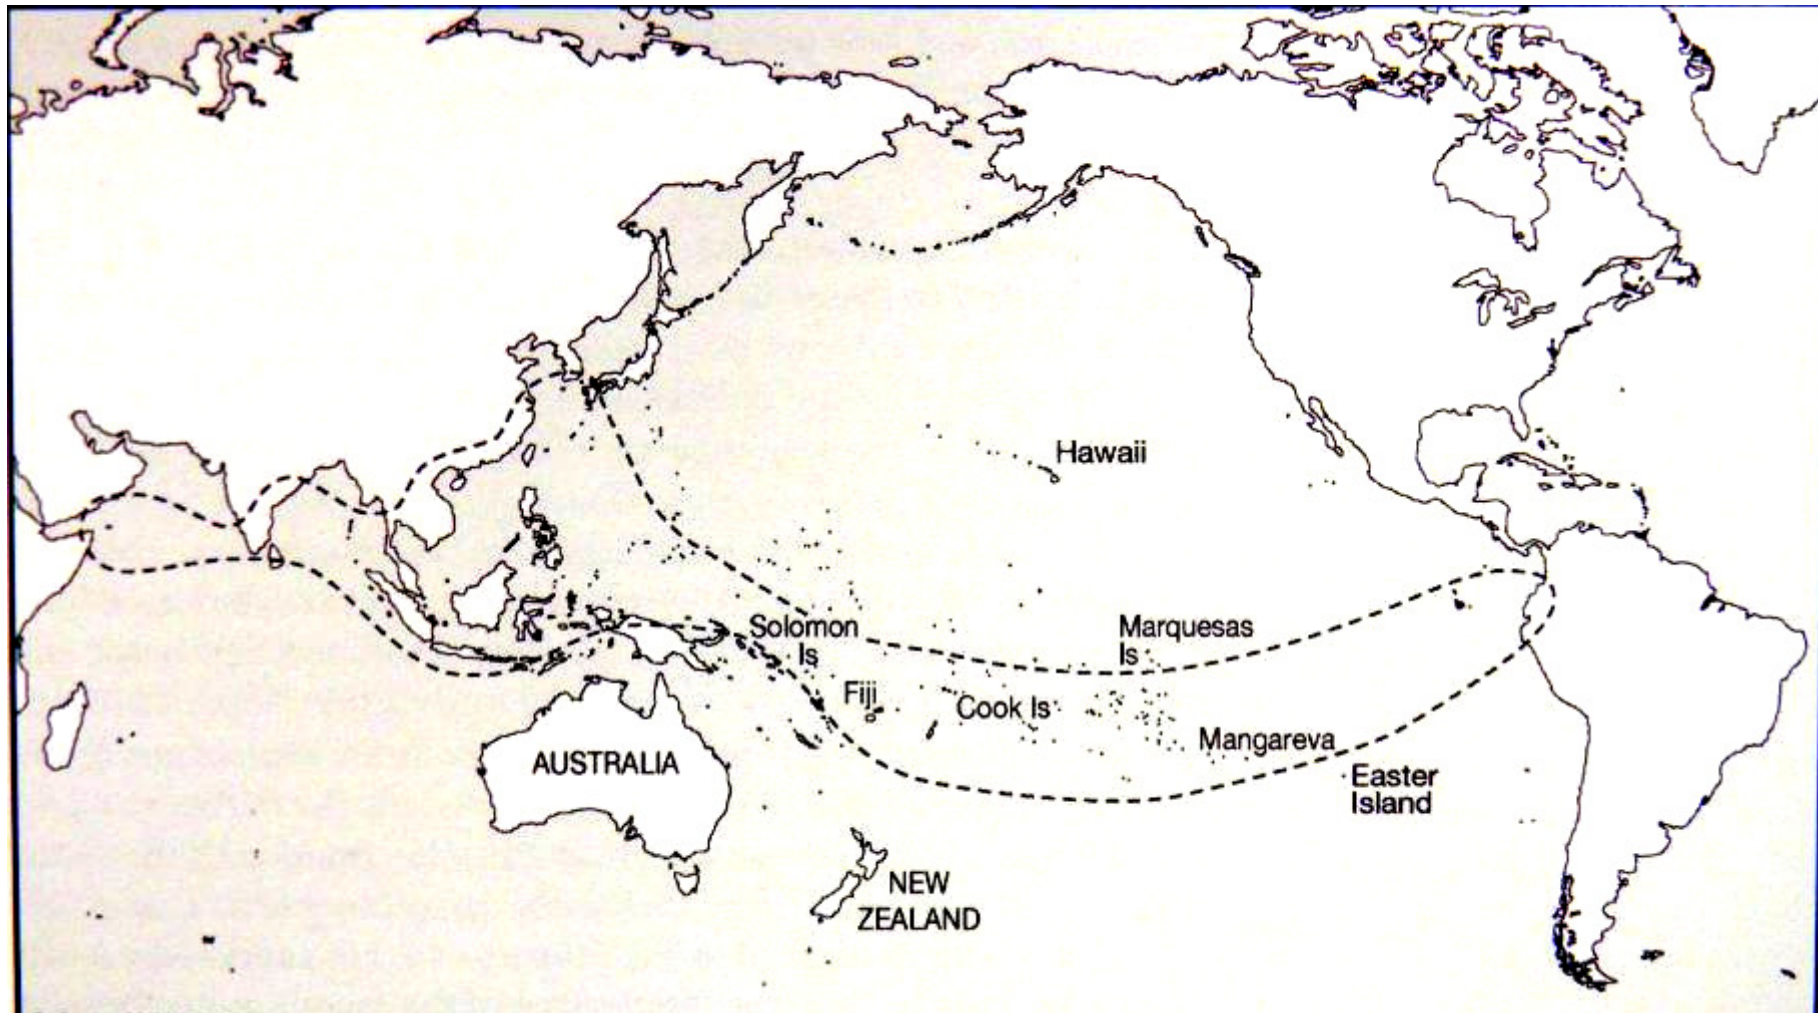 Hawaii
Solomon
Is
Marquesas
Is
Fiji
Cook Is
Mangareva
AUSTRALIA
Easter
Island
NEW
ZEALAND